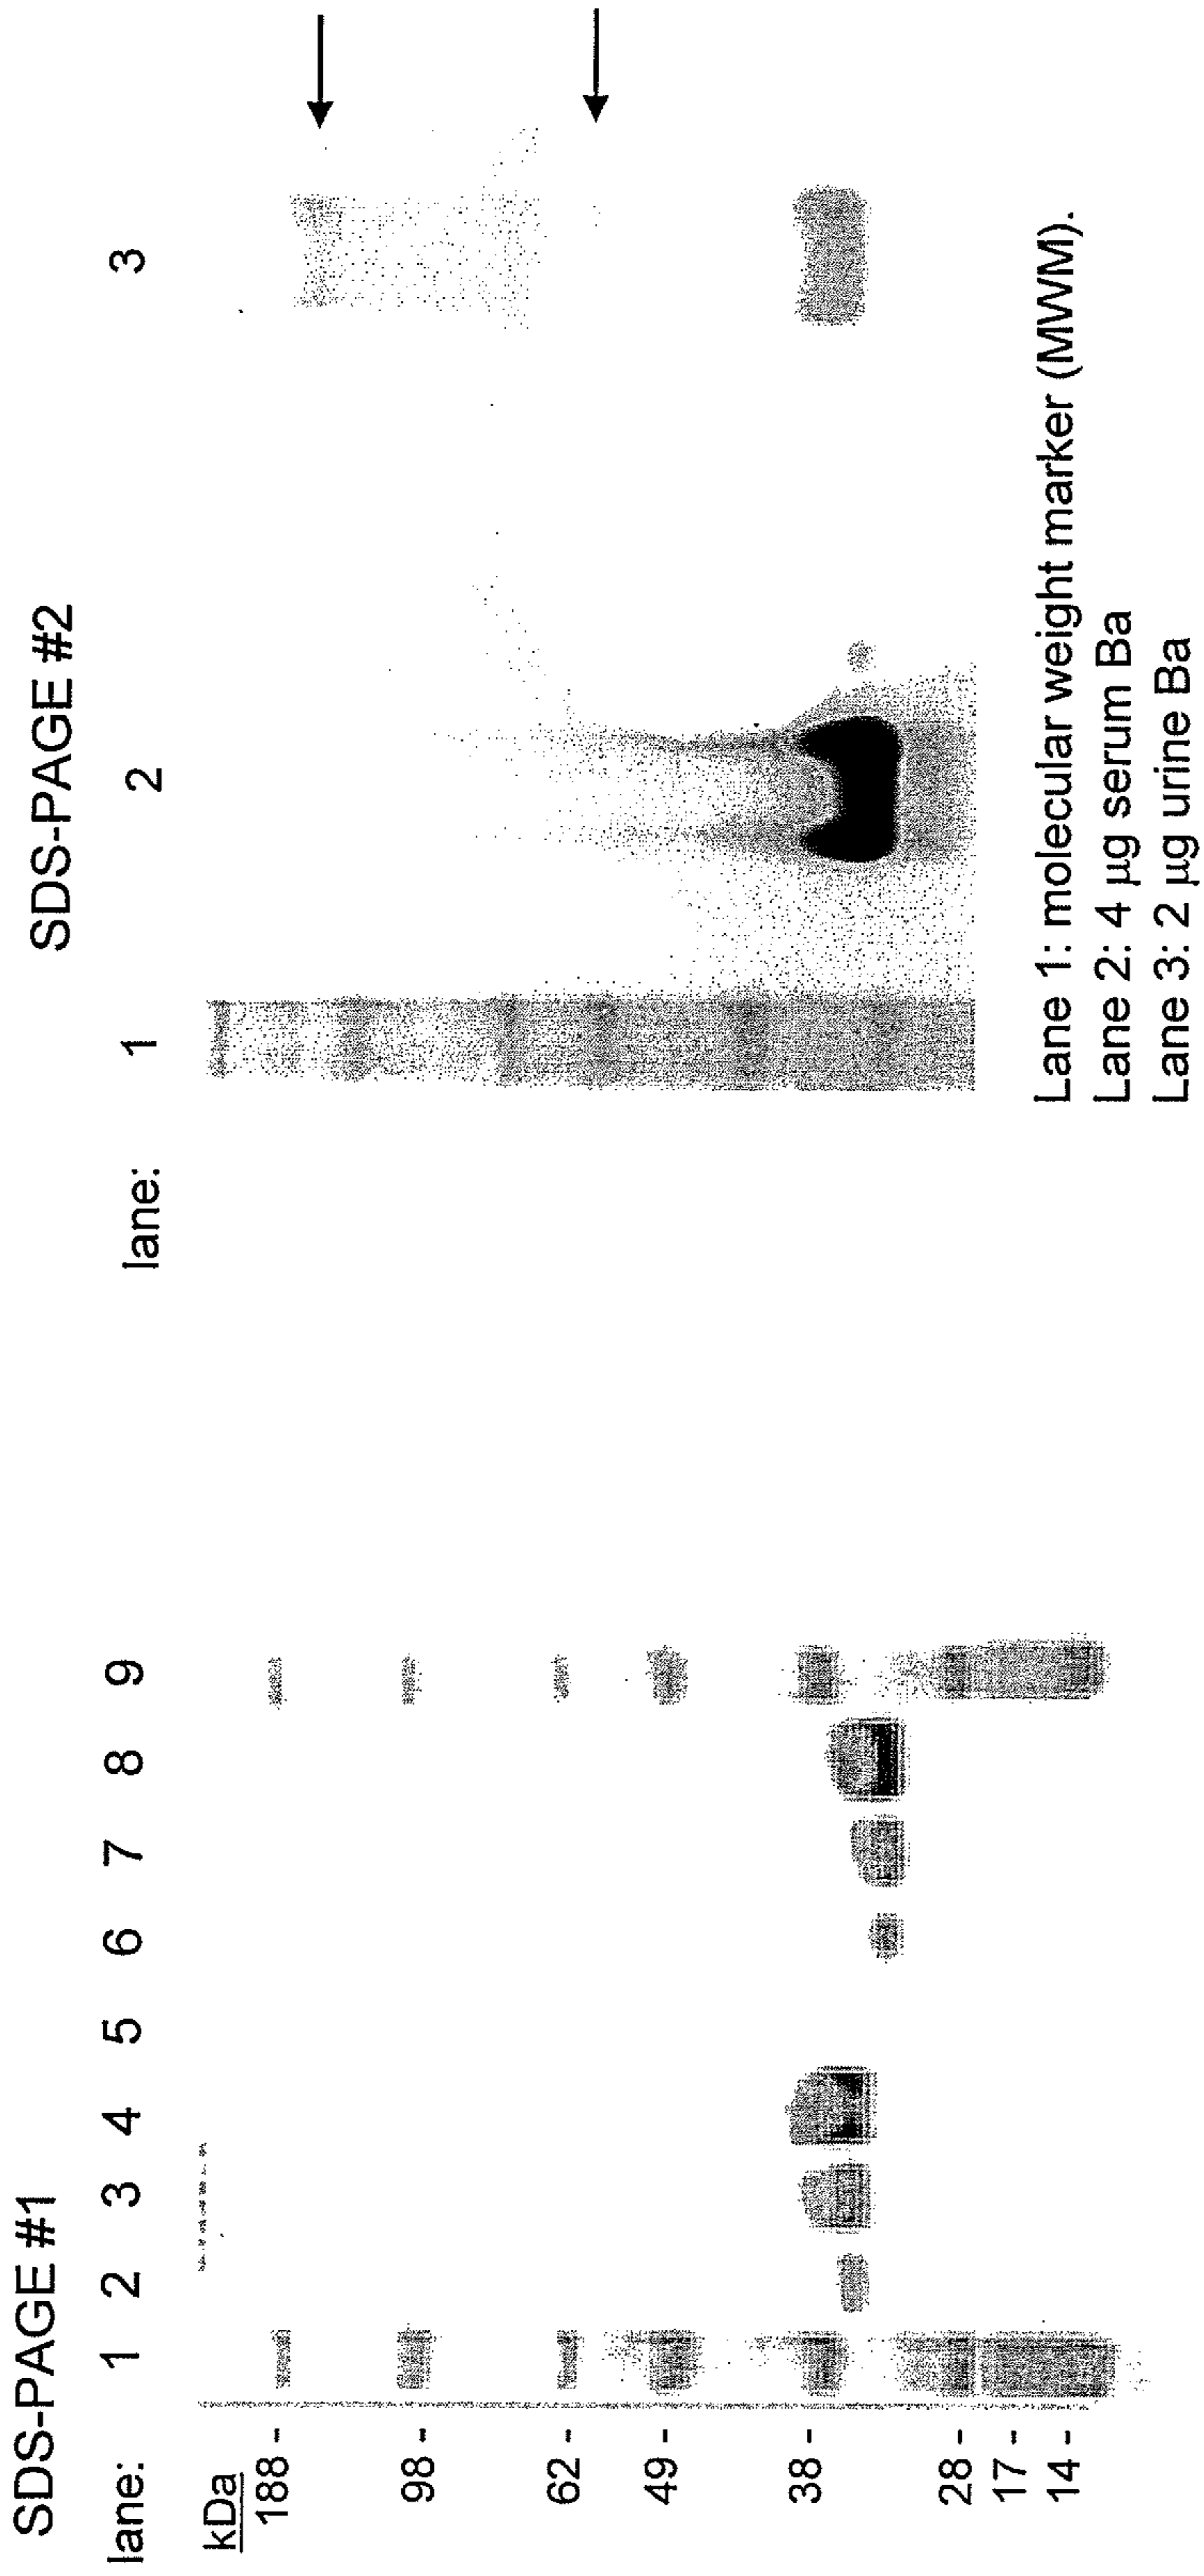 SDS-PAGE #1
lane: 1 2 3 4 5 6 7 8 9
kDa
188 -
98 -
62 -
49 -
38 -
28 -
17 -
14 -
SDS-PAGE #2
lane: 1 2 3
Lane 1: molecular weight marker (MWM).
Lane 2: 4 µg serum Ba
Lane 3: 2 µg urine Ba